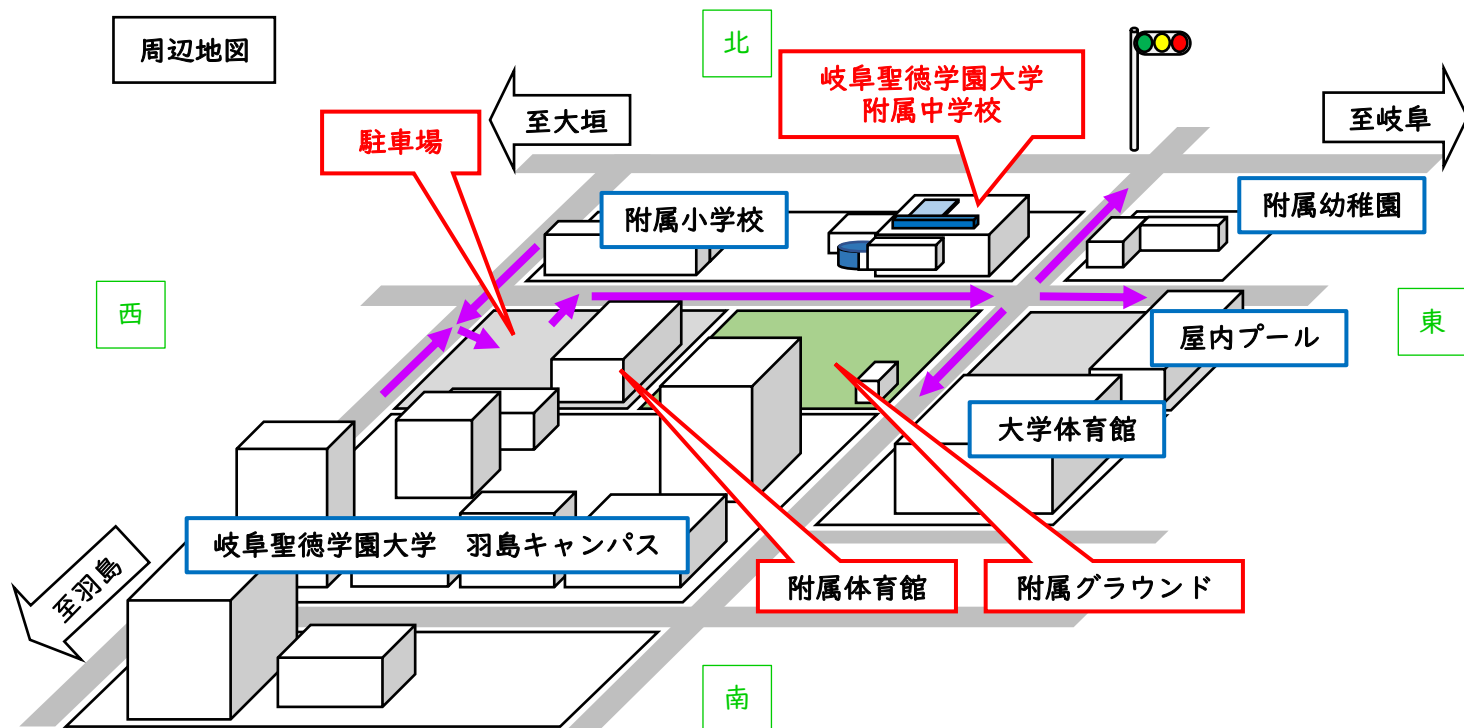 周辺地図
北
岐阜聖徳学園大学
附属中学校
至大垣
至岐阜
駐車場
附属小学校
附属幼稚園
西
東
屋内プール
大学体育館
岐阜聖徳学園大学　羽島キャンパス
至羽島
附属体育館
附属グラウンド
南